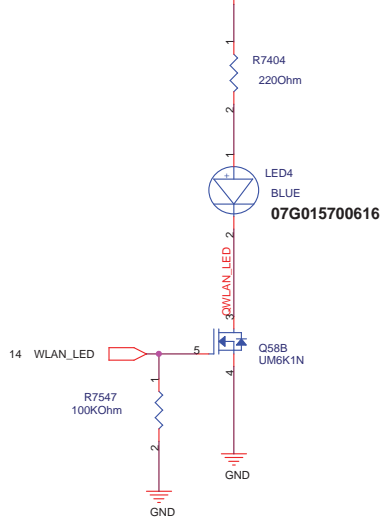 1
R7404
220Ohm
2
1
LED4
+
BLUE
07G015700616
2
QWLAN_LED
3
14 WLAN_LED
5
Q58B
UM6K1N
4
1
R7547
100KOhm
2
GND
GND